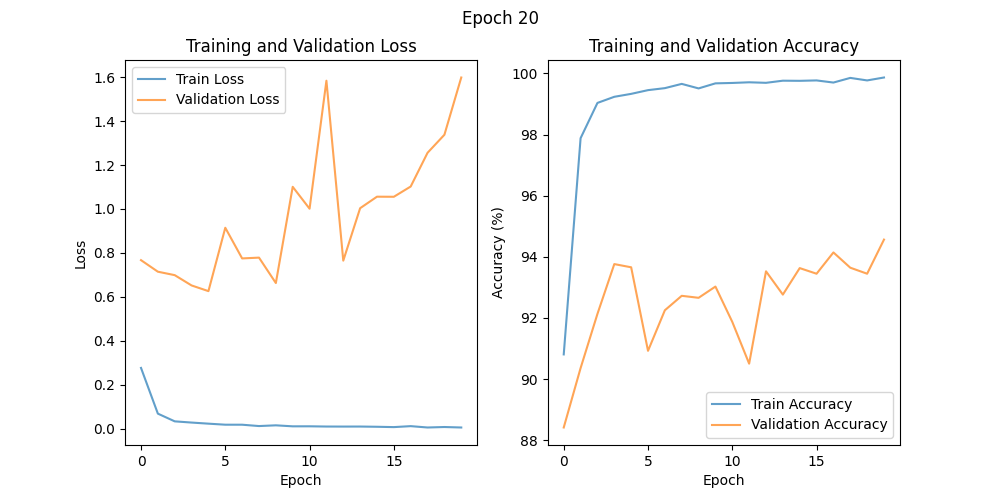 Epoch 20
Training and Validation Loss
Train Loss
Validation Loss
1.6
1.4
1.2
1.0
0.8
0.6
0.4
0.2
0.0
Loss
0
5
10
15
Epoch
Training and Validation Accuracy
100
98
96
94
92
90
88
Accuracy (%)
Train Accuracy
Validation Accuracy
0
5
10
15
Epoch